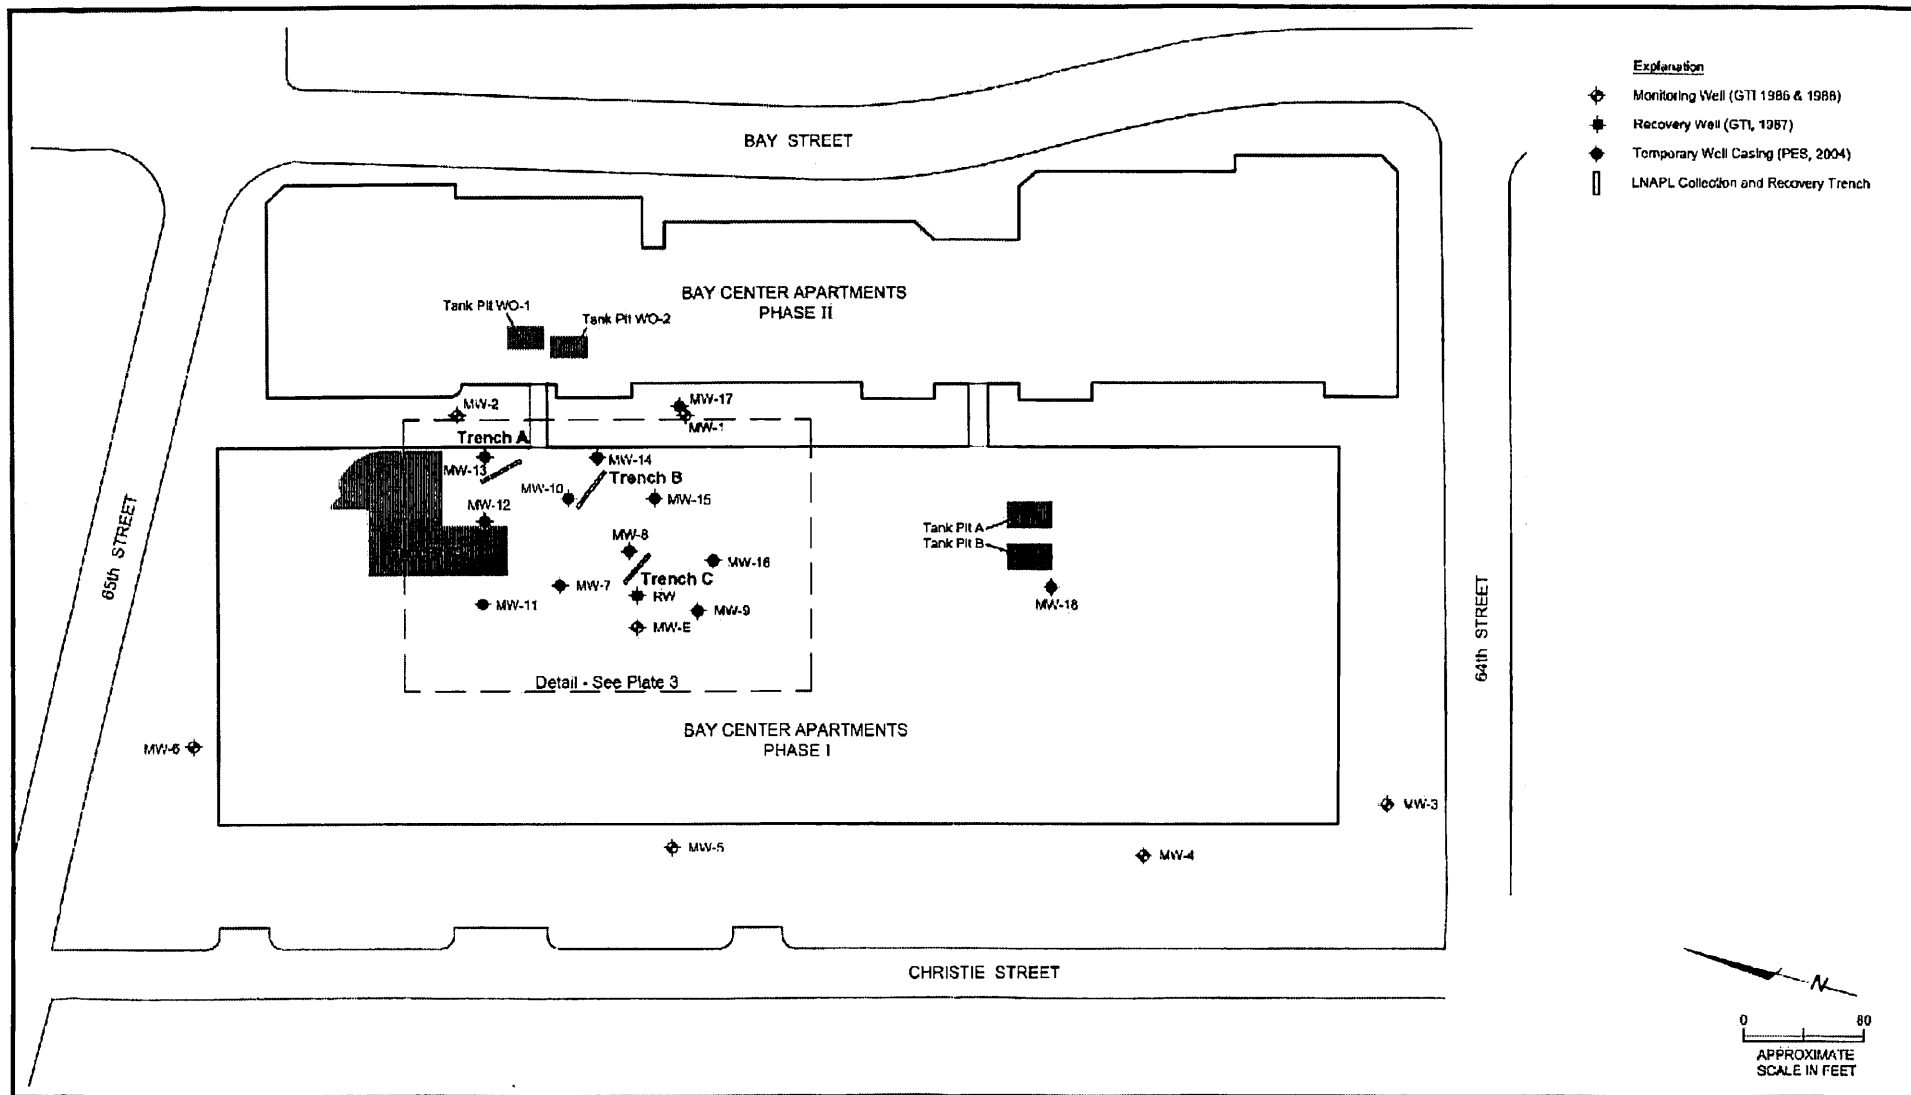 Explanation
Monitoring Well (GTI 1986 & 1988)
Recovery Well (GTI, 1987)
Temporary Well Casing (PES, 2004)
LNAPL Collection and Recovery Trench
BAY STREET
BAY CENTER APARTMENTS
PHASE II
Tank Pit WO-1
Tank Pit WO-2
MW-2
MW-17
MW-1
Trench A
MW-13
MW-14
Trench B
MW-10
MW-15
MW-12
MW-8
MW-16
Trench C
MW-7
RW
MW-11
MW-9
MW-E
Detail - See Plate 3
Tank Pit A
Tank Pit B
MW-18
65th STREET
64th STREET
BAY CENTER APARTMENTS
PHASE I
MW-6
MW-3
MW-5
MW-4
CHRISTIE STREET
N
0 80
APPROXIMATE
SCALE IN FEET